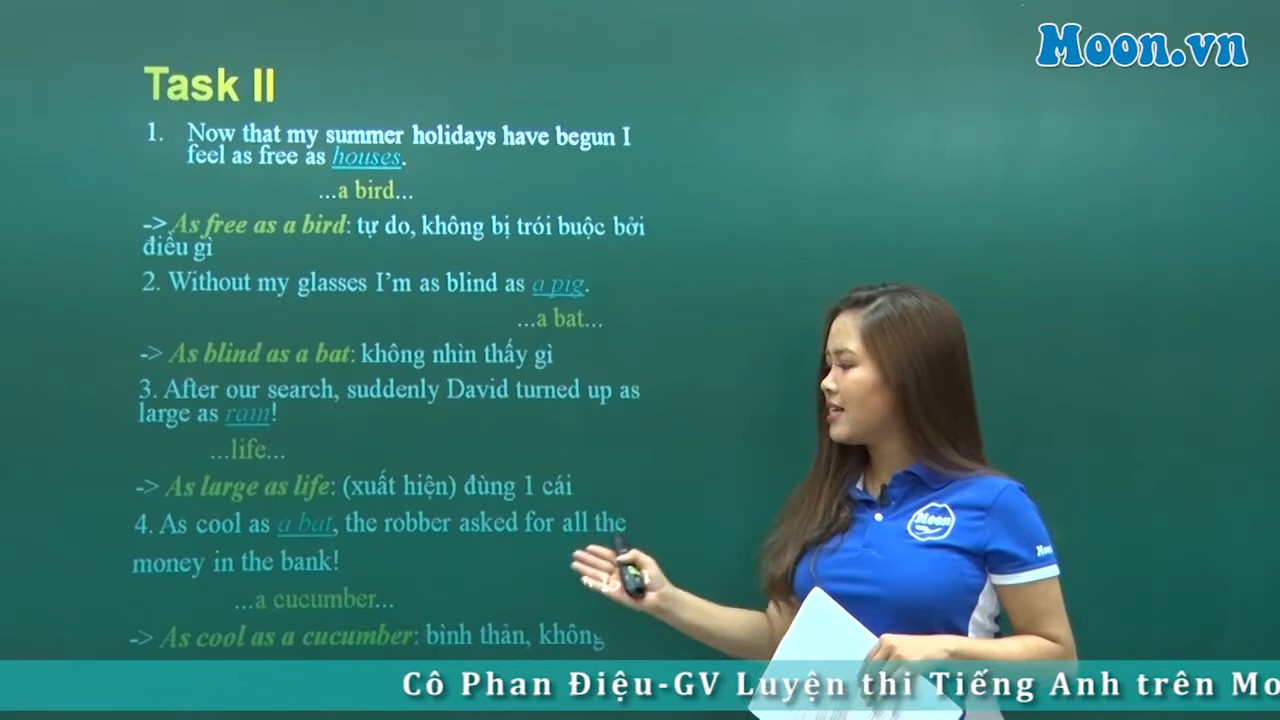 Moon.vn
Task II
1. Now that my summer holidays have begun I
feel as free as houses.
...a bird...
-> As free as a bird: tự do, không bị trói buộc bởi
điều gì
2. Without my glasses I'm as blind as a pig.
...a bat...
-> As blind as a bat: không nhìn thấy gì
3. After our search, suddenly David turned up as
large as rain!
...life...
-> As large as life: (xuất hiện) đùng 1 cái
4. As cool as a bat, the robber asked for all the
money in the bank!
...a cucumber...
-> As cool as a cucumber: bình thản, không
Moon
Cô Phan Điệu-GV Luyện thi Tiếng Anh trên Mo